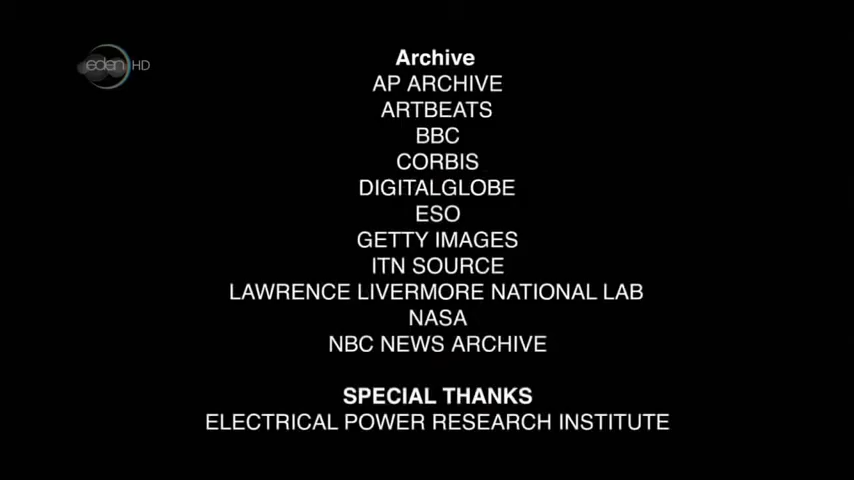 eden HD
Archive
AP ARCHIVE
ARTBEATS
BBC
CORBIS
DIGITALGLOBE
ESO
GETTY IMAGES
ITN SOURCE
LAWRENCE LIVERMORE NATIONAL LAB
NASA
NBC NEWS ARCHIVE
SPECIAL THANKS
ELECTRICAL POWER RESEARCH INSTITUTE